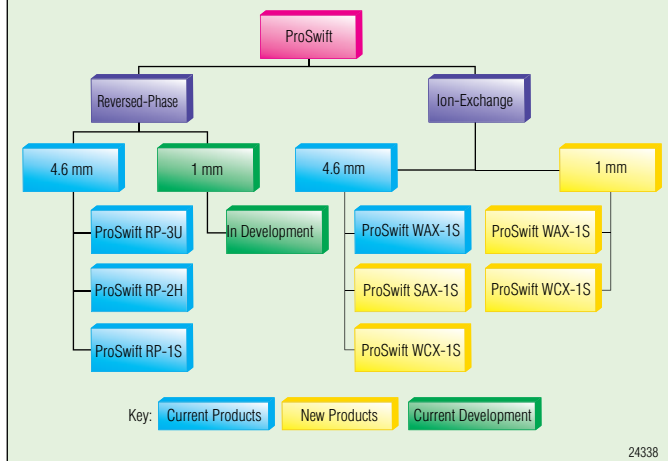 ProSwift
Reversed-Phase
Ion-Exchange
4.6 mm
1 mm
4.6 mm
1 mm
ProSwift RP-3U
In Development
ProSwift WAX-1S
ProSwift WAX-1S
ProSwift RP-2H
ProSwift SAX-1S
ProSwift WCX-1S
ProSwift RP-1S
ProSwift WCX-1S
Key:
Current Products
New Products
Current Development
24338